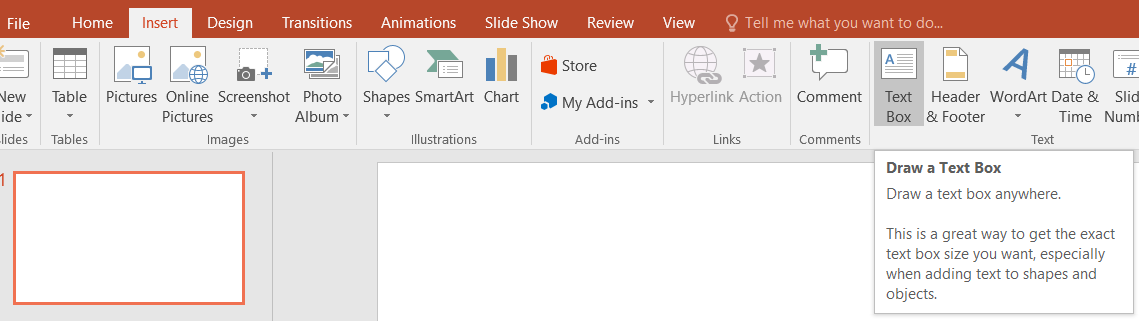 File Home Insert Design Transitions Animations Slide Show Review View Tell me what you want to do...
New Table Pictures Online Screenshot Photo Shapes SmartArt Chart Store My Add-ins Hyperlink Action Comment Text Header WordArt Date & Slid
lide Pictures Album Box & Footer Time Numb
lides Tables Images Illustrations Add-ins Links Comments Text
1
Draw a Text Box
Draw a text box anywhere.
This is a great way to get the exact
text box size you want, especially
when adding text to shapes and
objects.